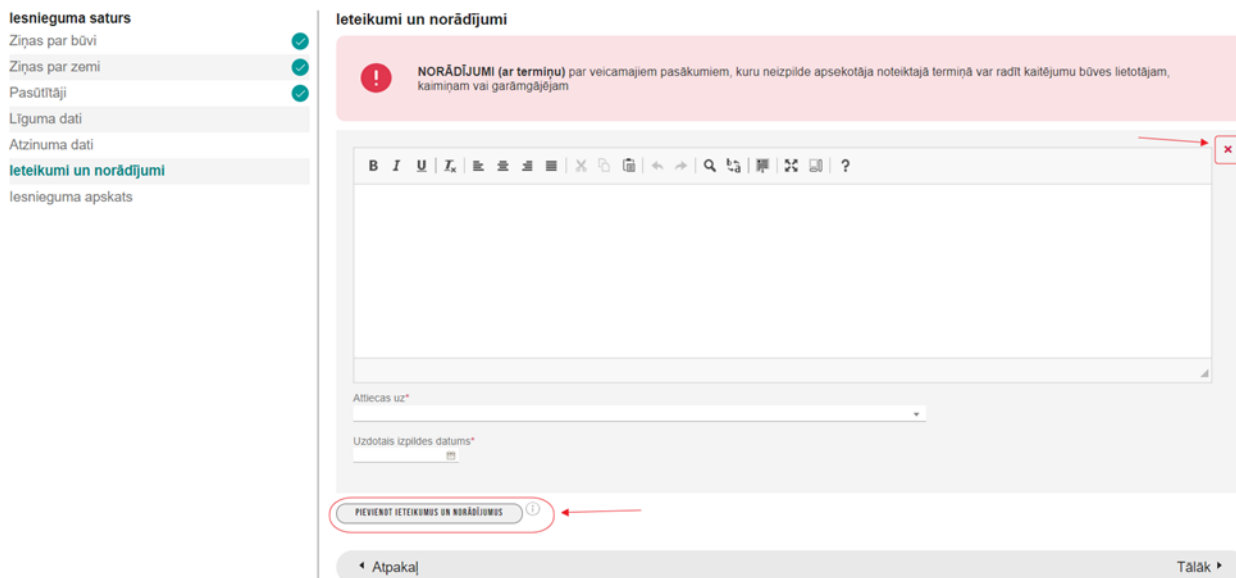 Iesnieguma saturs
Ziņas par būvi
Ziņas par zemi
Pasūtītāji
Līguma dati
Atzinuma dati
Ieteikumi un norādījumi
Iesnieguma apskats
Ieteikumi un norādījumi
NORĀDĪJUMI (ar termiņu) par veicamajiem pasākumiem, kuru neizpilde apsekotāja noteiktajā termiņā var radīt kaitējumu būves lietotājam,
kaimiņam vai garāmgājējam
B I U Tx ?
Attiecas uz*
Uzdotais izpildes datums*
PIEVIENOT IETEIKUMUS UN NORĀDĪJUMUS
Atpakaļ
Tālāk